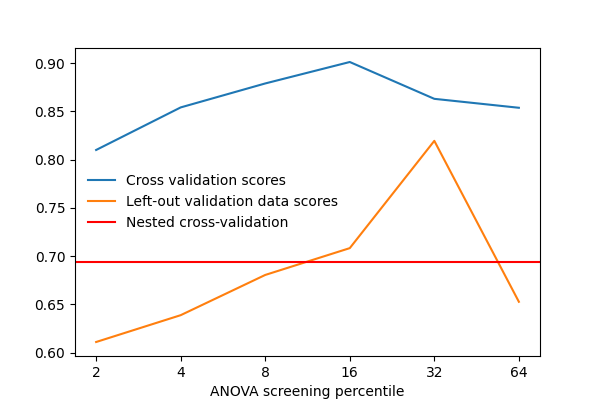 0.90
0.85
0.80
0.75
0.70
0.65
0.60
Cross validation scores
Left-out validation data scores
Nested cross-validation
2 4 8 16 32 64
ANOVA screening percentile